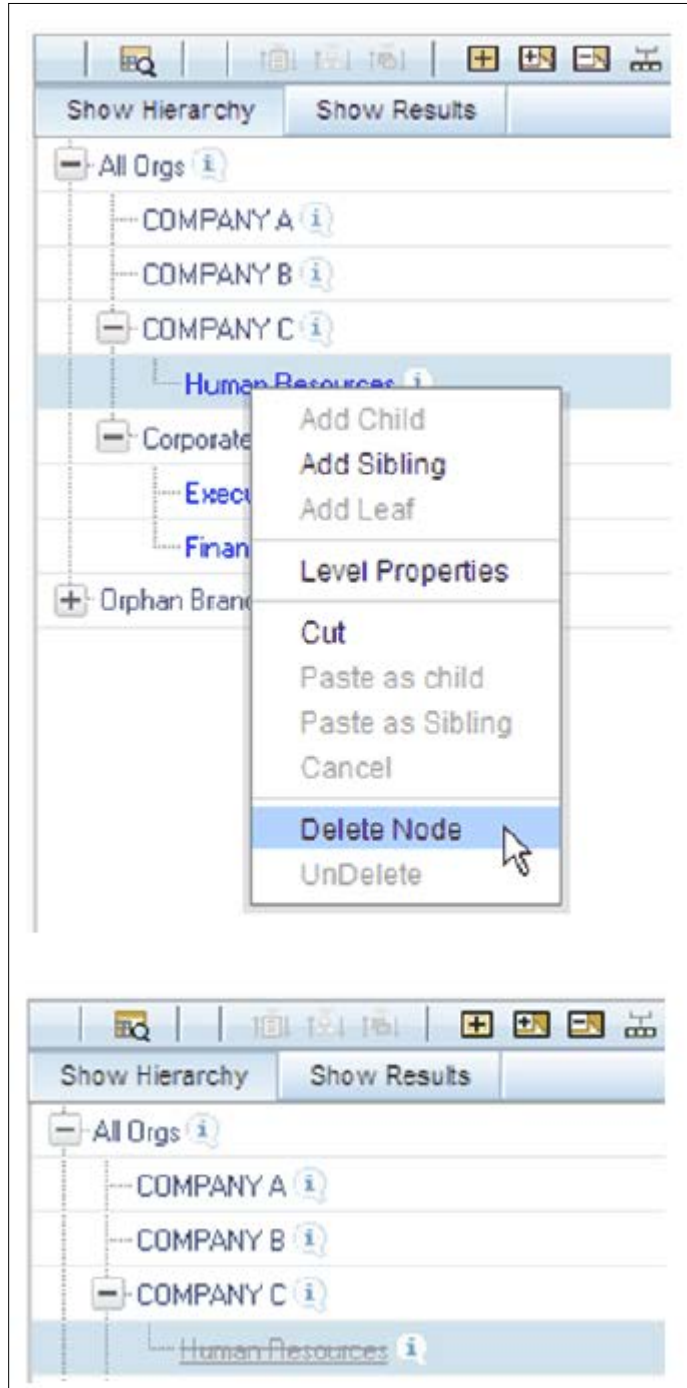 Show Hierarchy Show Results
All Orgs
COMPANY A
COMPANY B
COMPANY C
Human Resources
Add Child
Corporate
Add Sibling
Execu
Add Leaf
Finan
Level Properties
Orphan Branc
Cut
Paste as child
Paste as Sibling
Cancel
Delete Node
UnDelete
Show Hierarchy Show Results
All Orgs
COMPANY A
COMPANY B
COMPANY C
Human Resources